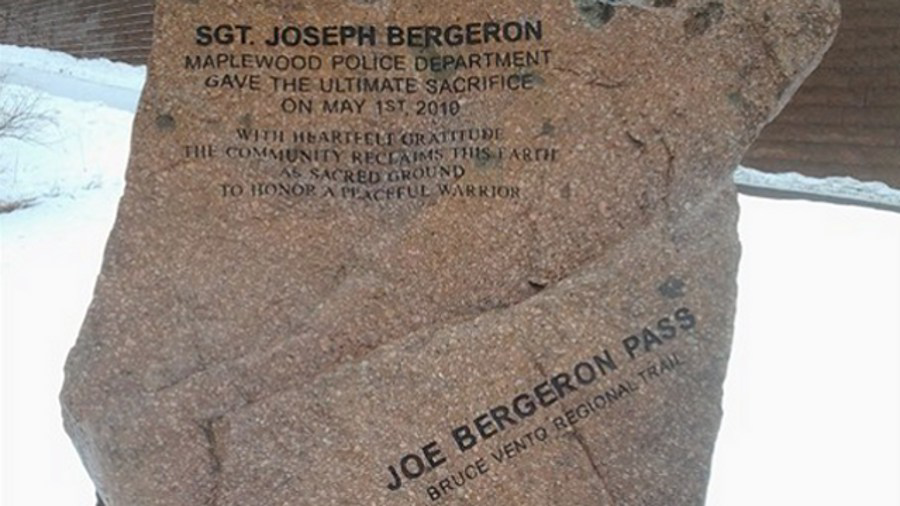 SGT. JOSEPH BERGERON
MAPLEWOOD POLICE DEPARTMENT
GAVE THE ULTIMATE SACRIFICE
ON MAY 1ST, 2010
WITH HEARTFELT GRATITUDE
THE COMMUNITY RECLAIMS THIS EARTH
AS SACRED GROUND
TO HONOR A PEACEFUL WARRIOR
JOE BERGERON PASS
BRUCE VENTO REGIONAL TRAIL